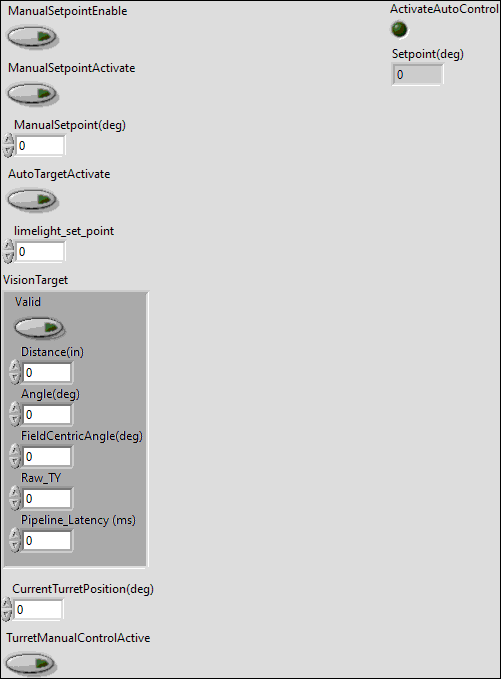 ManualSetpointEnable
ActivateAutoControl
Setpoint(deg)
0
ManualSetpointActivate
ManualSetpoint(deg)
0
AutoTargetActivate
limelight_set_point
0
VisionTarget
Valid
Distance(in)
0
Angle(deg)
0
FieldCentricAngle(deg)
0
Raw_TY
0
Pipeline_Latency (ms)
0
CurrentTurretPosition(deg)
0
TurretManualControlActive